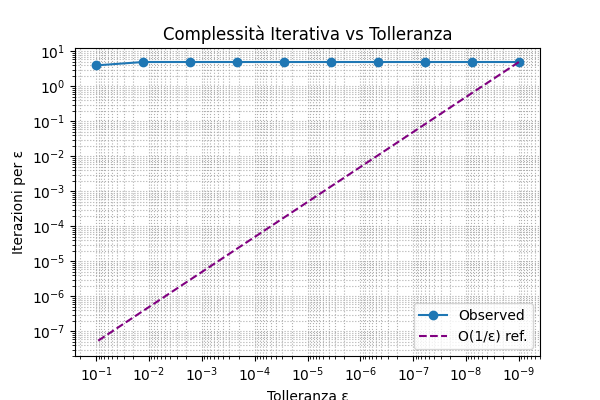 Complessità Iterativa vs Tolleranza
Iterazioni per ε
10¹
10⁰
10⁻¹
10⁻²
10⁻³
10⁻⁴
10⁻⁵
10⁻⁶
10⁻⁷
Observed
O(1/ε) ref.
10⁻¹ 10⁻² 10⁻³ 10⁻⁴ 10⁻⁵ 10⁻⁶ 10⁻⁷ 10⁻⁸ 10⁻⁹
Tolleranza ε